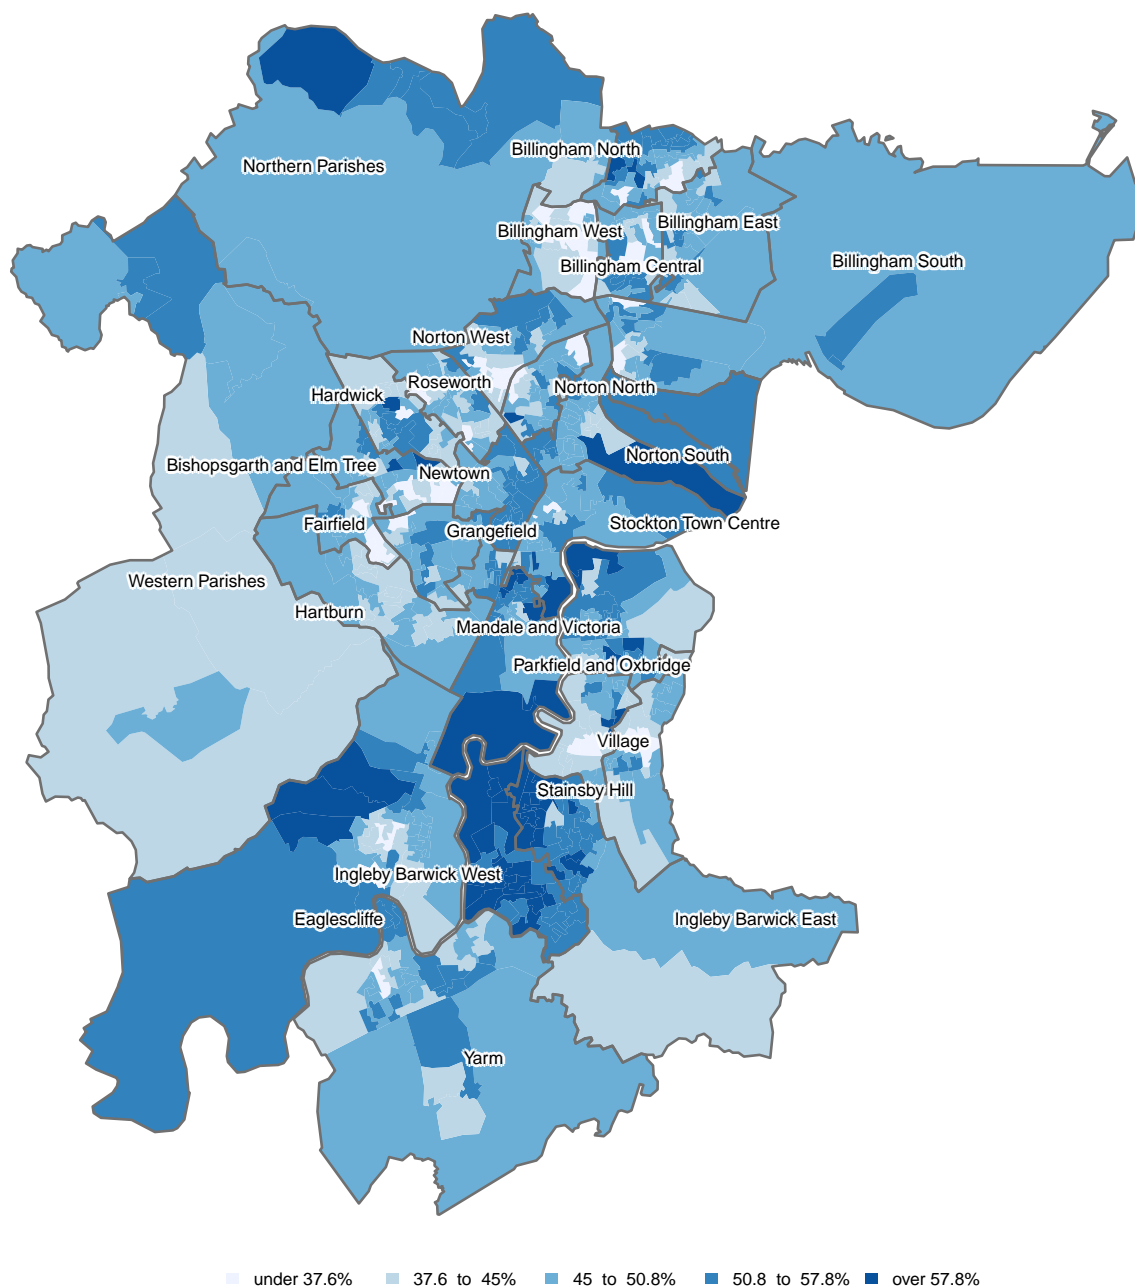 Billingham North
Northern Parishes
Billingham East
Billingham West
Billingham South
Billingham Central
Norton West
Roseworth
Norton North
Hardwick
Norton South
Bishopsgarth and Elm Tree
Newtown
Stockton Town Centre
Fairfield
Grangefield
Western Parishes
Hartburn
Mandale and Victoria
Parkfield and Oxbridge
Village
Stainsby Hill
Ingleby Barwick West
Eaglescliffe
Ingleby Barwick East
Yarm
under 37.6% 37.6 to 45% 45 to 50.8% 50.8 to 57.8% over 57.8%